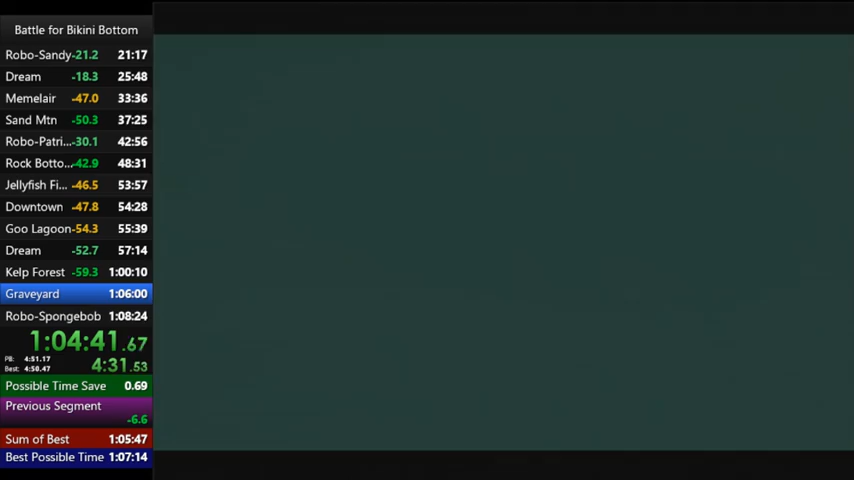 Battle for Bikini Bottom
Robo-Sandy -21.2 21:17
Dream -18.3 25:48
Memelair -47.0 33:36
Sand Mtn -50.3 37:25
Robo-Patri... -30.1 42:56
Rock Botto... -42.9 48:31
Jellyfish Fi... -46.5 53:57
Downtown -47.8 54:28
Goo Lagoon -54.3 55:39
Dream -52.7 57:14
Kelp Forest -59.3 1:00:10
Graveyard 1:06:00
Robo-Spongebob 1:08:24
1:04:41.67
PB: 4:51.17
Best: 4:50.47
4:31.53
Possible Time Save 0.69
Previous Segment
-6.6
Sum of Best 1:05:47
Best Possible Time 1:07:14